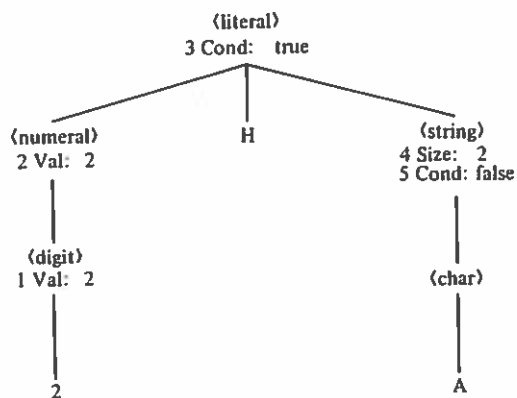 ⟨literal⟩
3 Cond: true
⟨numeral⟩
2 Val: 2
H
⟨string⟩
4 Size: 2
5 Cond: false
⟨digit⟩
1 Val: 2
⟨char⟩
2
A